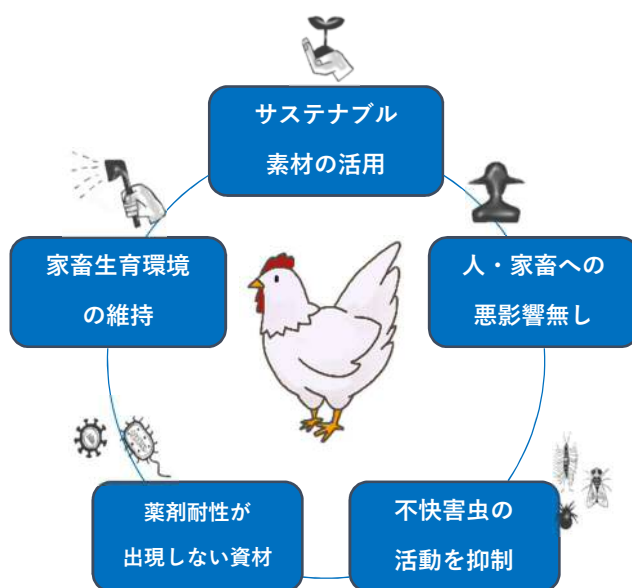 サステナブル
素材の活用
家畜生育環境
の維持
人・家畜への
悪影響無し
薬剤耐性が
出現しない資材
不快害虫の
活動を抑制